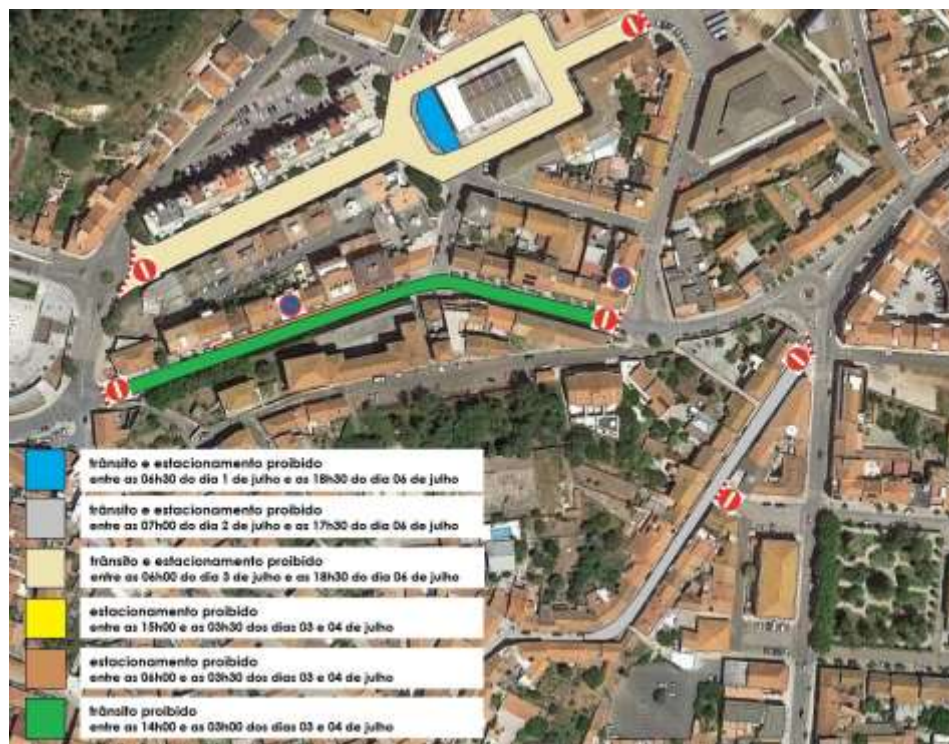 trânsito e estacionamento proibido
entre as 06h30 do dia 1 de julho e as 18h30 do dia 06 de julho
trânsito e estacionamento proibido
entre as 07h00 do dia 2 de julho e as 17h30 do dia 06 de julho
trânsito e estacionamento proibido
entre as 06h00 do dia 3 de julho e as 18h30 do dia 06 de julho
estacionamento proibido
entre as 15h00 e as 03h30 dos dias 03 e 04 de julho
estacionamento proibido
entre as 06h00 e as 03h30 dos dias 03 e 04 de julho
trânsito proibido
entre as 14h00 e as 03h00 dos dias 03 e 04 de julho